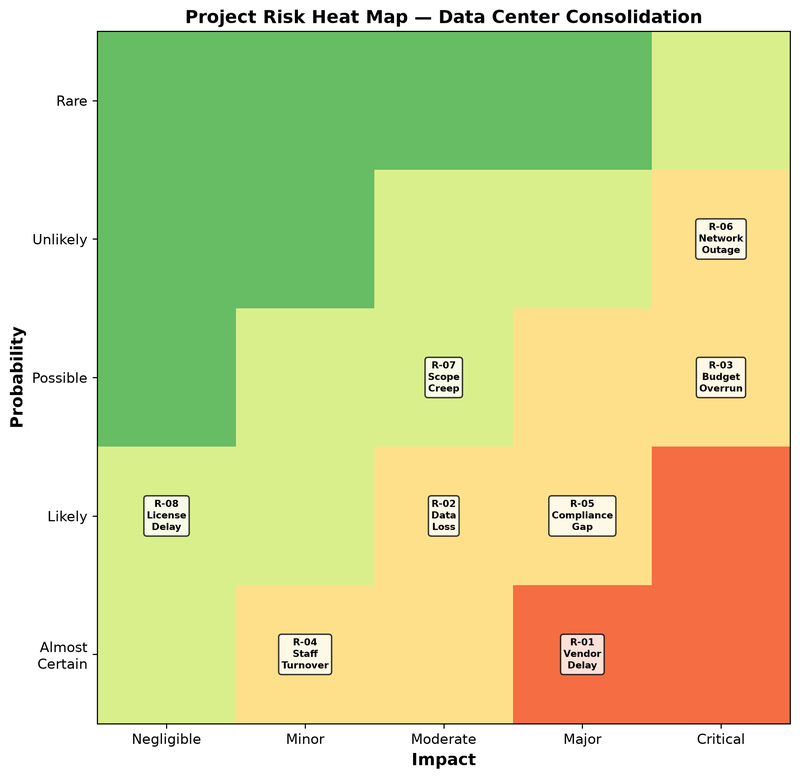 Project Risk Heat Map — Data Center Consolidation
Probability
Rare
Unlikely
R-06
Network
Outage
Possible
R-07
Scope
Creep
R-03
Budget
Overrun
Likely
R-08
License
Delay
R-02
Data
Loss
R-05
Compliance
Gap
Almost
Certain
R-04
Staff
Turnover
R-01
Vendor
Delay
Negligible
Minor
Moderate
Major
Critical
Impact